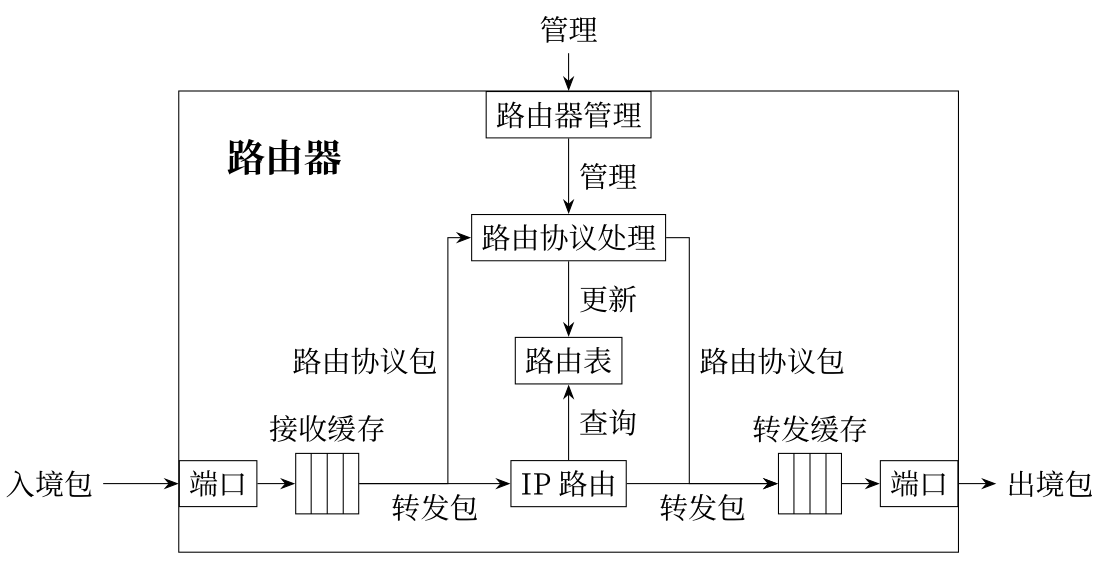 管理
路由器管理
路由器
管理
路由协议处理
更新
路由协议包
路由表
路由协议包
接收缓存
查询
转发缓存
入境包
端口
IP 路由
端口
出境包
转发包
转发包